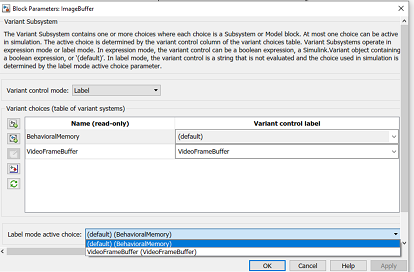 Block Parameters: ImageBuffer
Variant Subsystem
The Variant Subsystem contains one or more choices where each choice is a Subsystem or Model block. At most one choice can be active
in simulation. The active choice is determined by the variant control column of the variant choices table. Variant Subsystems operate in
expression mode or label mode. In expression mode, the variant control can be a boolean expression, a Simulink.Variant object containing
a boolean expression, or '(default)'. In label mode, the variant control is a string that is not evaluated and the choice used in simulation is
determined by the label mode active choice parameter.
Variant control mode: Label
Variant choices (table of variant systems)
Name (read-only) Variant control label
BehavioralMemory (default)
VideoFrameBuffer VideoFrameBuffer
Label mode active choice: (default) (BehavioralMemory)
(default) (BehavioralMemory)
VideoFrameBuffer (VideoFrameBuffer)
OK Cancel Help Apply